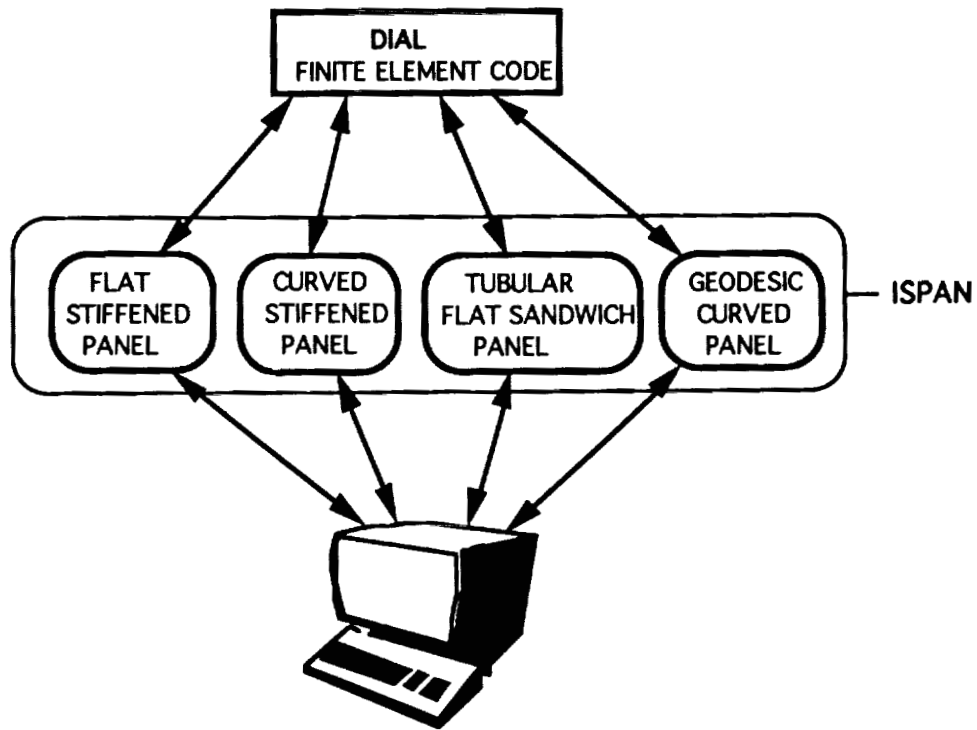 DIAL
FINITE ELEMENT CODE
FLAT
STIFFENED
PANEL
CURVED
STIFFENED
PANEL
TUBULAR
FLAT SANDWICH
PANEL
GEODESIC
CURVED
PANEL
ISPAN